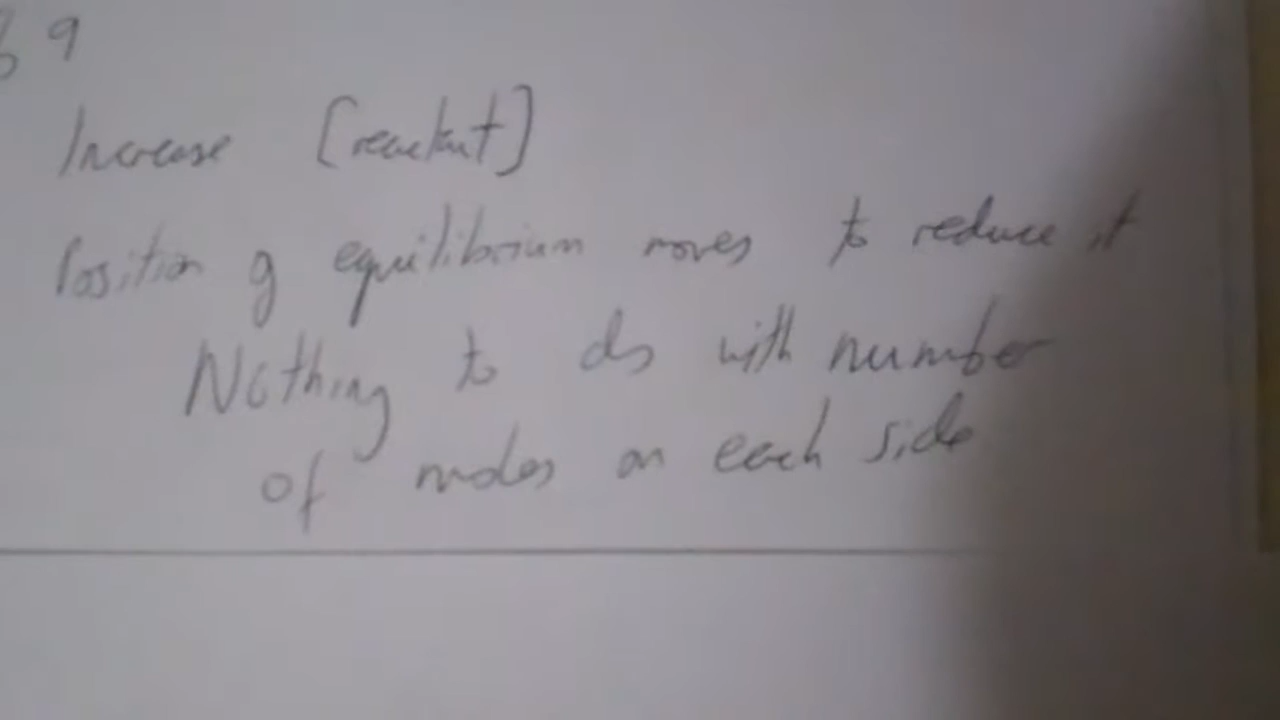 9
Increase [reactant]
Position of equilibrium moves to reduce it
Nothing to do with number
of moles on each side